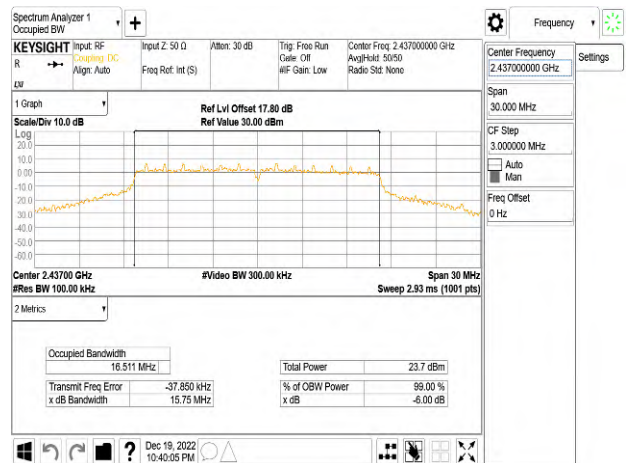 Spectrum Analyzer 1
Occupied BW
Frequency
KEYSIGHT
R
Input: RF
Coupling: DC
Align: Auto
Input Z: 50 Ω
Freq Ref: Int (S)
Atten: 30 dB
Trig: Free Run
Gate: Off
#IF Gain: Low
Center Freq: 2.437000000 GHz
Avg|Hold: 50/50
Radio Std: None
Center Frequency
2.437000000 GHz
Settings
Span
30.000 MHz
CF Step
3.000000 MHz
Auto
Man
Freq Offset
0 Hz
1 Graph
Scale/Div 10.0 dB
Ref Lvl Offset 17.80 dB
Ref Value 30.00 dBm
Log
20.0
10.0
0.00
-10.0
-20.0
-30.0
-40.0
-50.0
-60.0
Center 2.43700 GHz
#Res BW 100.00 kHz
#Video BW 300.00 kHz
Span 30 MHz
Sweep 2.93 ms (1001 pts)
2 Metrics
Occupied Bandwidth
16.511 MHz
Total Power 23.7 dBm
Transmit Freq Error -37.850 kHz
% of OBW Power 99.00 %
x dB Bandwidth 15.75 MHz
x dB -6.00 dB
?
Dec 19, 2022
10:40:05 PM